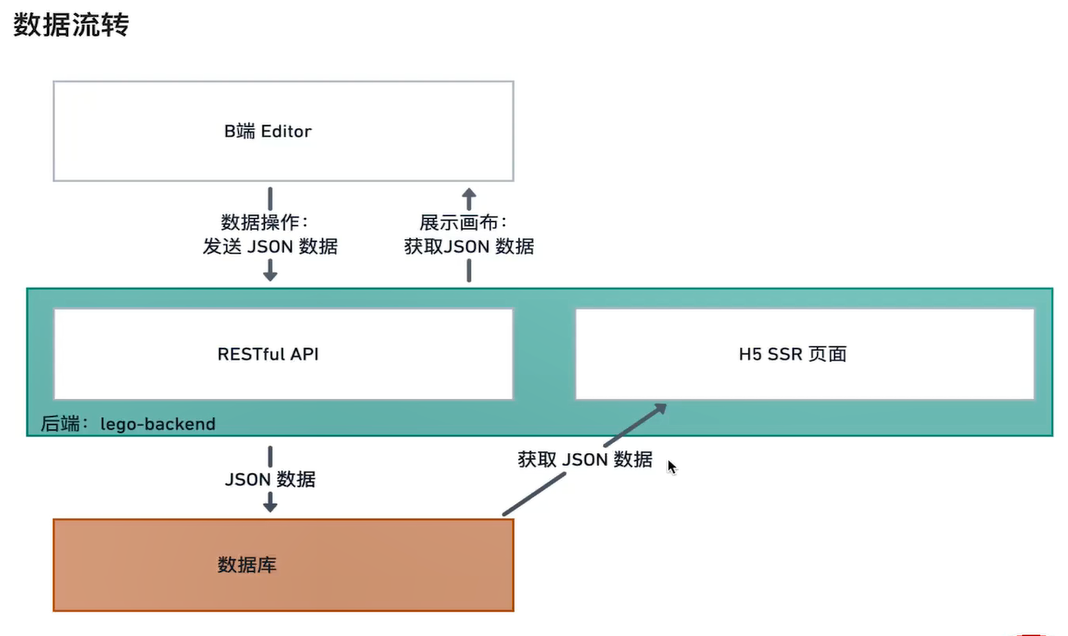 数据流转
B端 Editor
数据操作：
发送 JSON 数据
展示画布：
获取JSON 数据
RESTful API
H5 SSR 页面
后端：lego-backend
JSON 数据
获取 JSON 数据
数据库